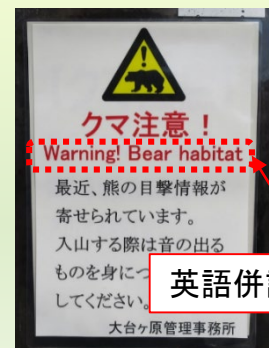 クマ注意！
Warning! Bear habitat
最近、熊の目撃情報が
寄せられています。
入山する際は音の出る
ものを身につ
してください。
大台ヶ原管理事務所
英語併